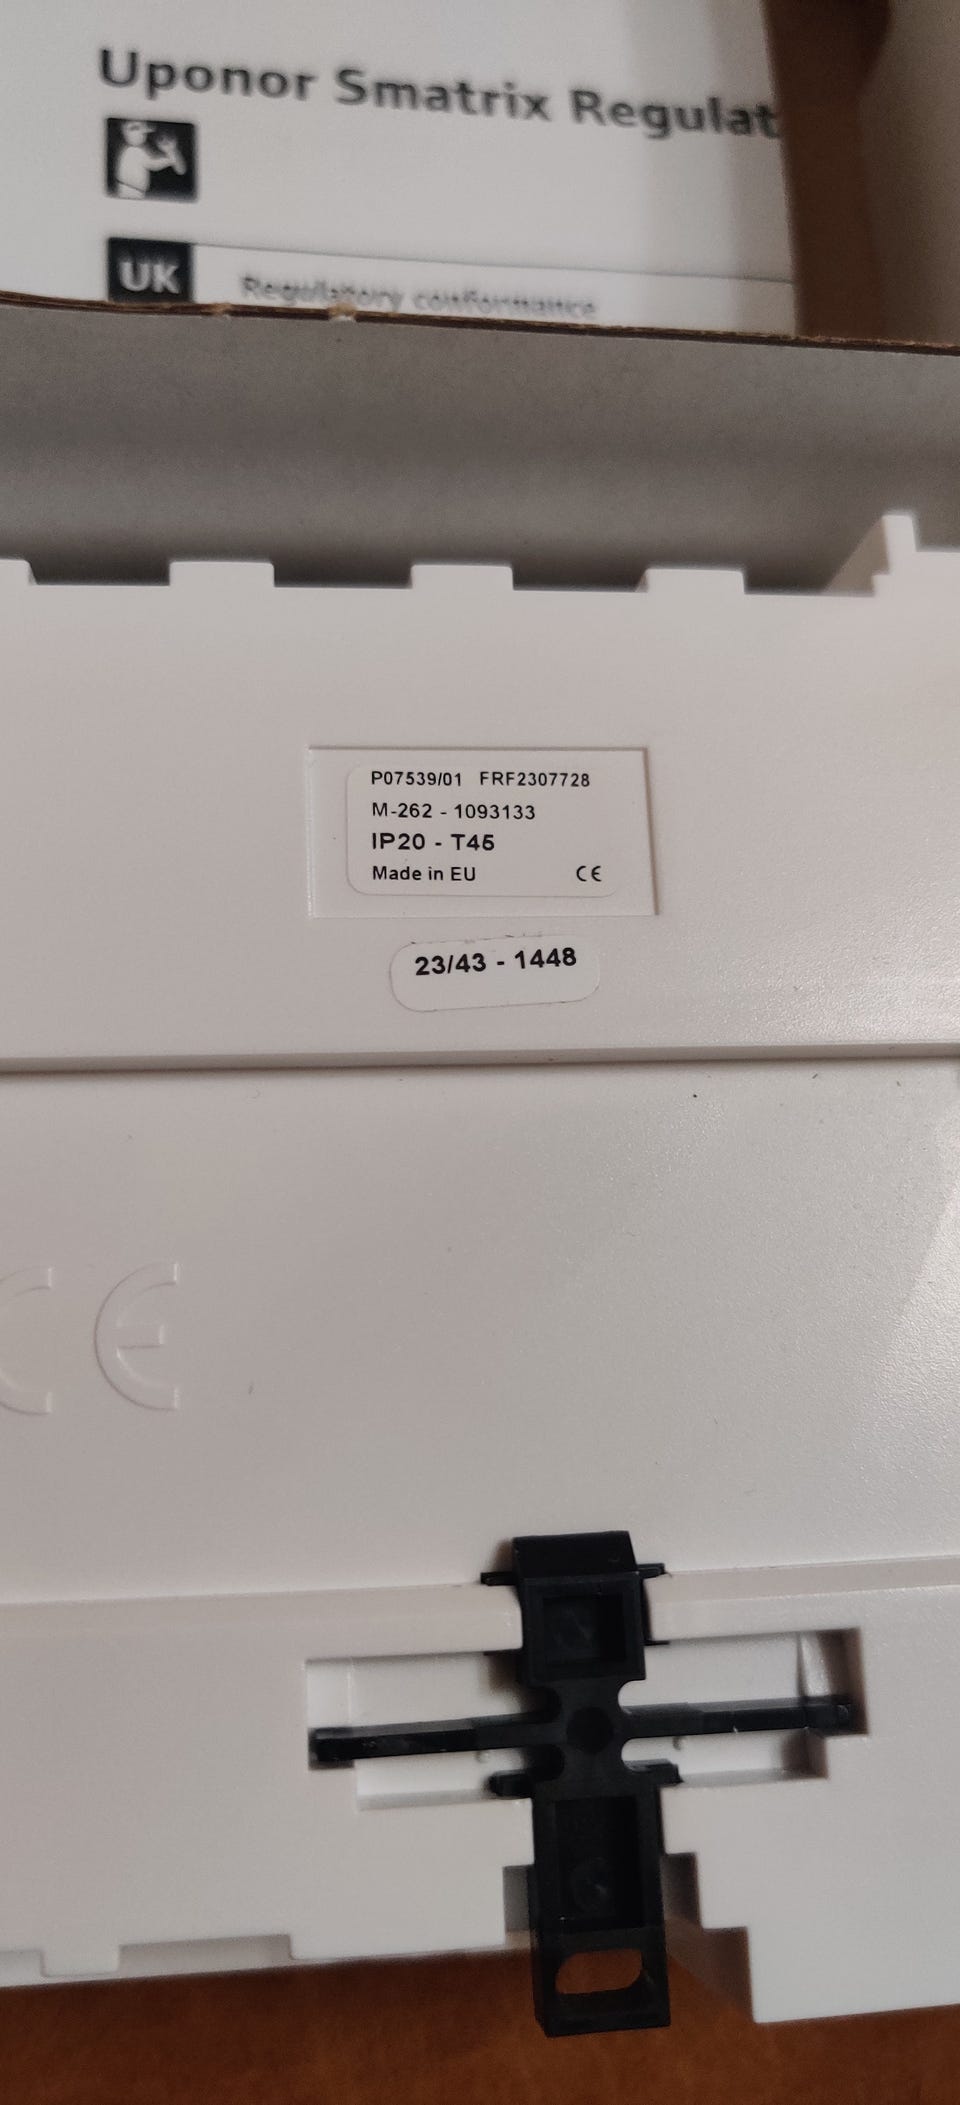 Uponor Smatrix Regulat
UK
Regulatory conformance
P07539/01 FRF2307728
M-262 - 1093133
IP20 - T45
Made in EU CE
23/43 - 1448
CE